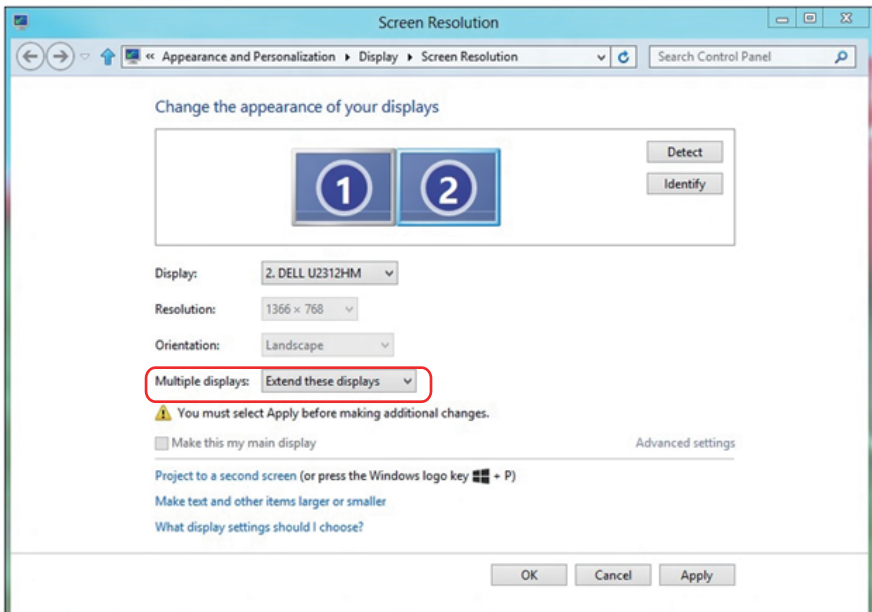 Screen Resolution
« Appearance and Personalization Display Screen Resolution Search Control Panel
Change the appearance of your displays
1 2
Detect
Identify
Display: 2. DELL U2312HM
Resolution: 1366 × 768
Orientation: Landscape
Multiple displays: Extend these displays
You must select Apply before making additional changes.
Make this my main display Advanced settings
Project to a second screen (or press the Windows logo key + P)
Make text and other items larger or smaller
What display settings should I choose?
OK Cancel Apply